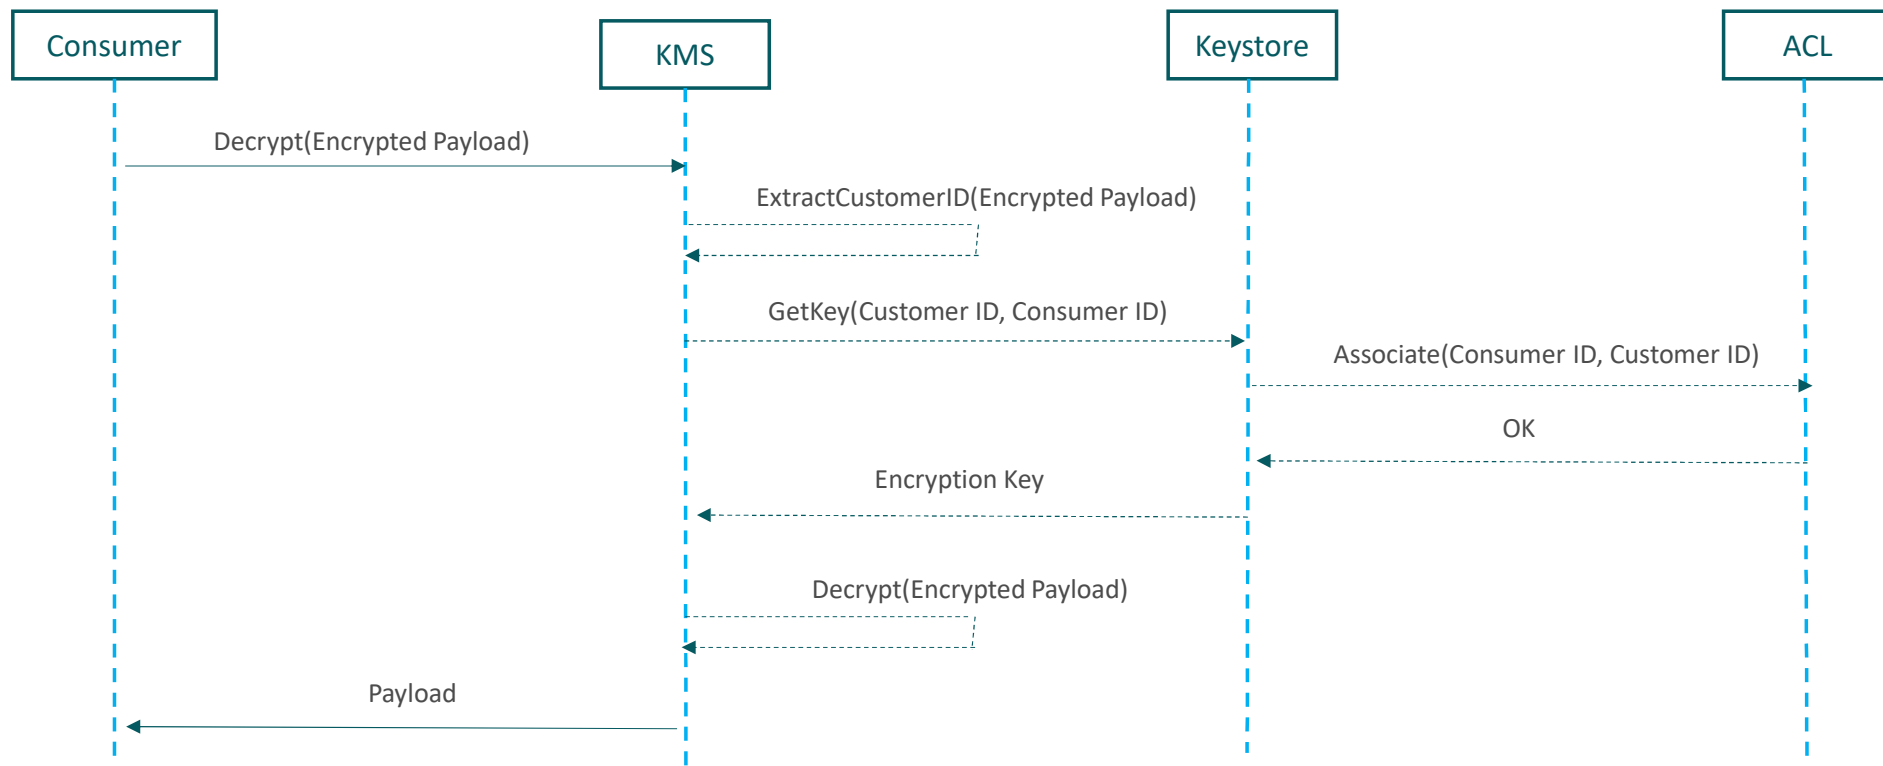 Consumer
KMS
Keystore
ACL
Decrypt(Encrypted Payload)
ExtractCustomerID(Encrypted Payload)
GetKey(Customer ID, Consumer ID)
Associate(Consumer ID, Customer ID)
OK
Encryption Key
Decrypt(Encrypted Payload)
Payload